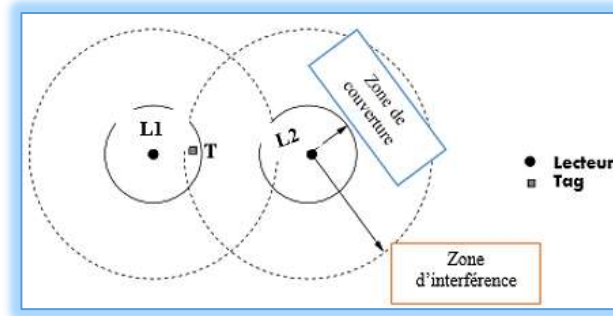 L1
T
L2
Zone de
couverture
Lecteur
Tag
Zone
d'interférence